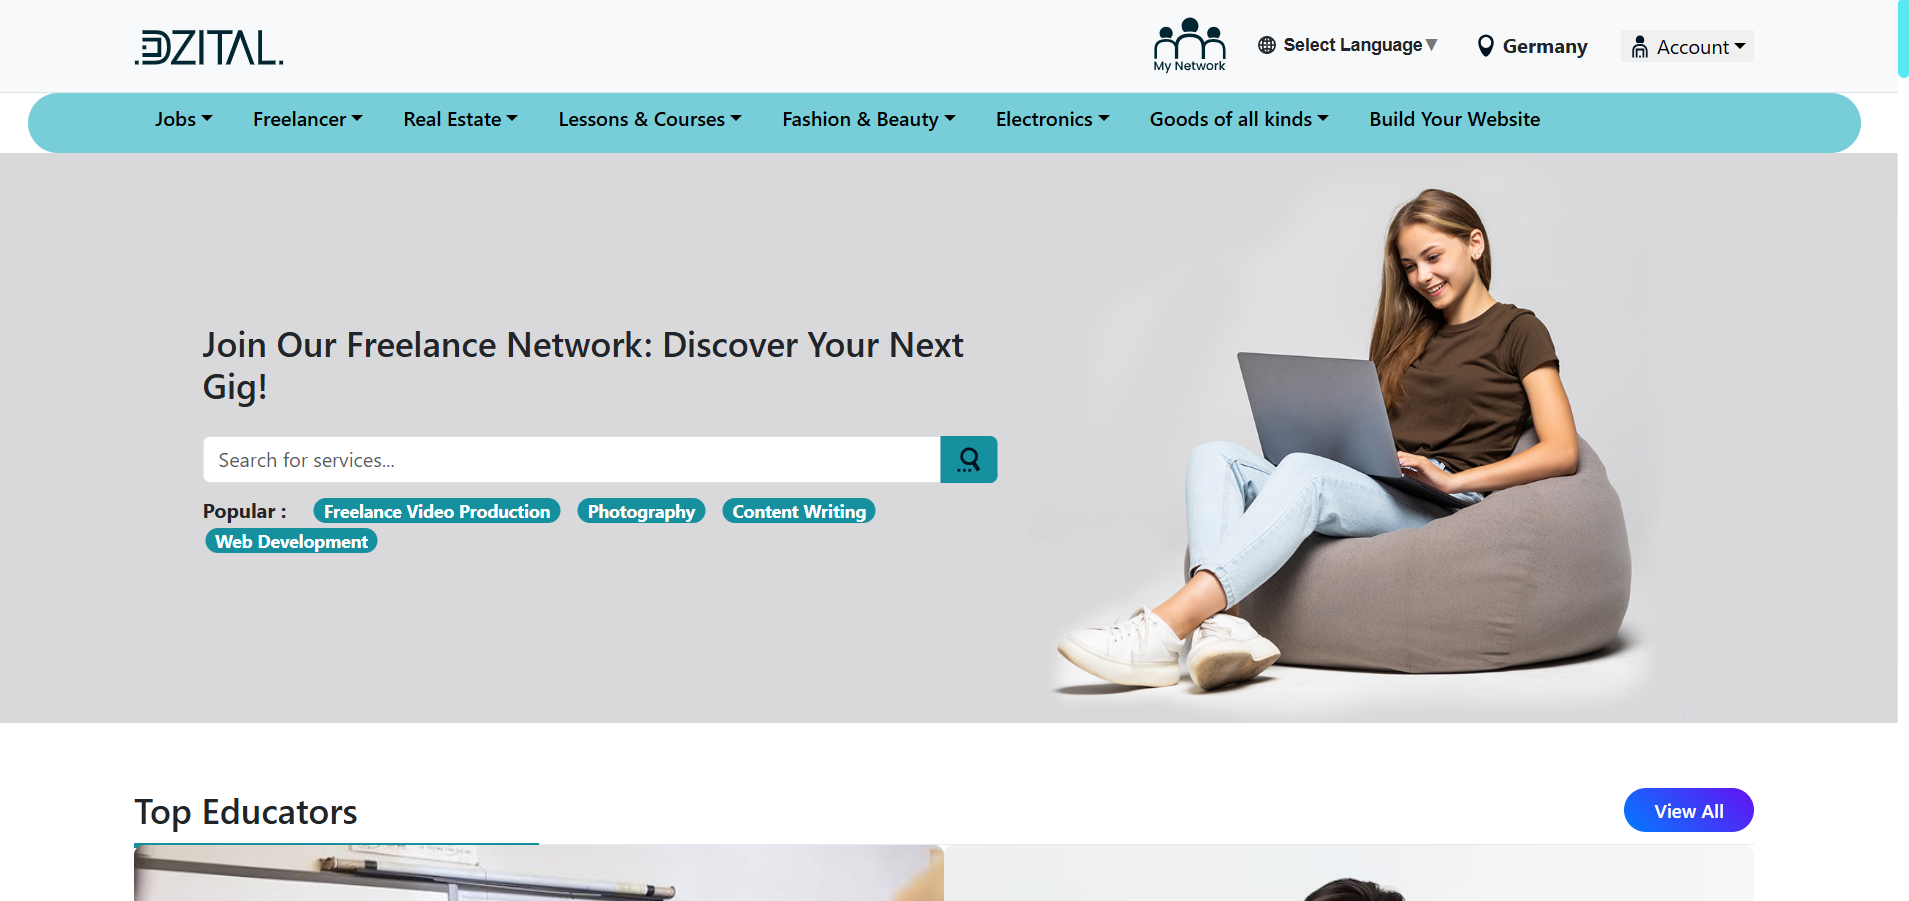 .DZITAL.
My Network
Select Language▼
Germany
Account
Jobs
Freelancer
Real Estate
Lessons & Courses
Fashion & Beauty
Electronics
Goods of all kinds
Build Your Website
Join Our Freelance Network: Discover Your Next
Gig!
Search for services...
Popular :
Freelance Video Production
Photography
Content Writing
Web Development
Top Educators
View All